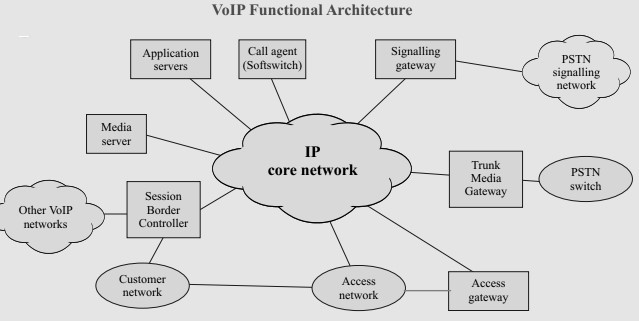 VoIP Functional Architecture
Application
servers
Call agent
(Softswitch)
Signalling
gateway
PSTN
signalling
network
Media
server
IP
core network
Trunk
Media
Gateway
PSTN
switch
Other VoIP
networks
Session
Border
Controller
Customer
network
Access
network
Access
gateway